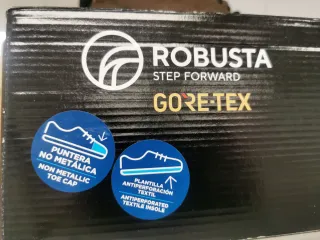 ROBUSTA
STEP FORWARD
GORE-TEX
PUNTERA
NO METÁLICA
NON METALLIC
TOE CAP
PLANTILLA
ANTIPERFORACIÓN
TEXTIL
ANTIPERFORATED
TEXTILE INSOLE